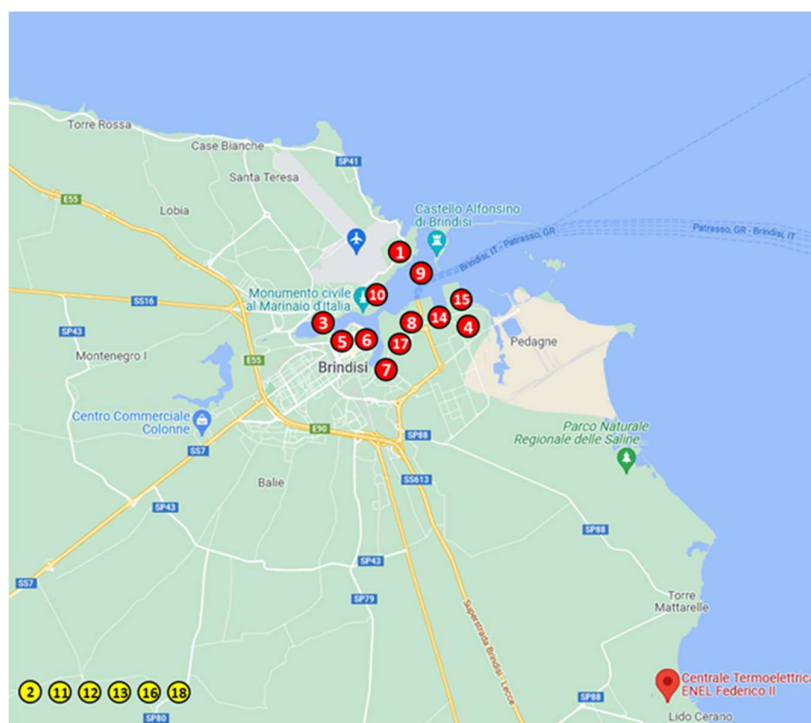 Torre Rossa
Case Bianche
SP41
Santa Teresa
E55
Lobia
Castello Alfonsino
di Brindisi
Patrasso, GR - Brindisi, IT
Brindisi, IT - Patrasso, GR
1
9
SS16
Monumento civile
al Marinaio d'Italia
10
15
3
8
14
4
SP43
5
6
17
Pedagne
Montenegro I
E55
Brindisi
7
Centro Commerciale
Colonne
E90
SP88
Parco Naturale
Regionale delle Saline
SS7
SS613
Balie
SP43
SP88
SP43
SS7
SP79
Torre
Mattarelle
Superstrada Brindisi - Lecce
2
11
12
13
16
18
Centrale Termoelettrica
ENEL Federico II
SP88
SP80
Lido Cerano